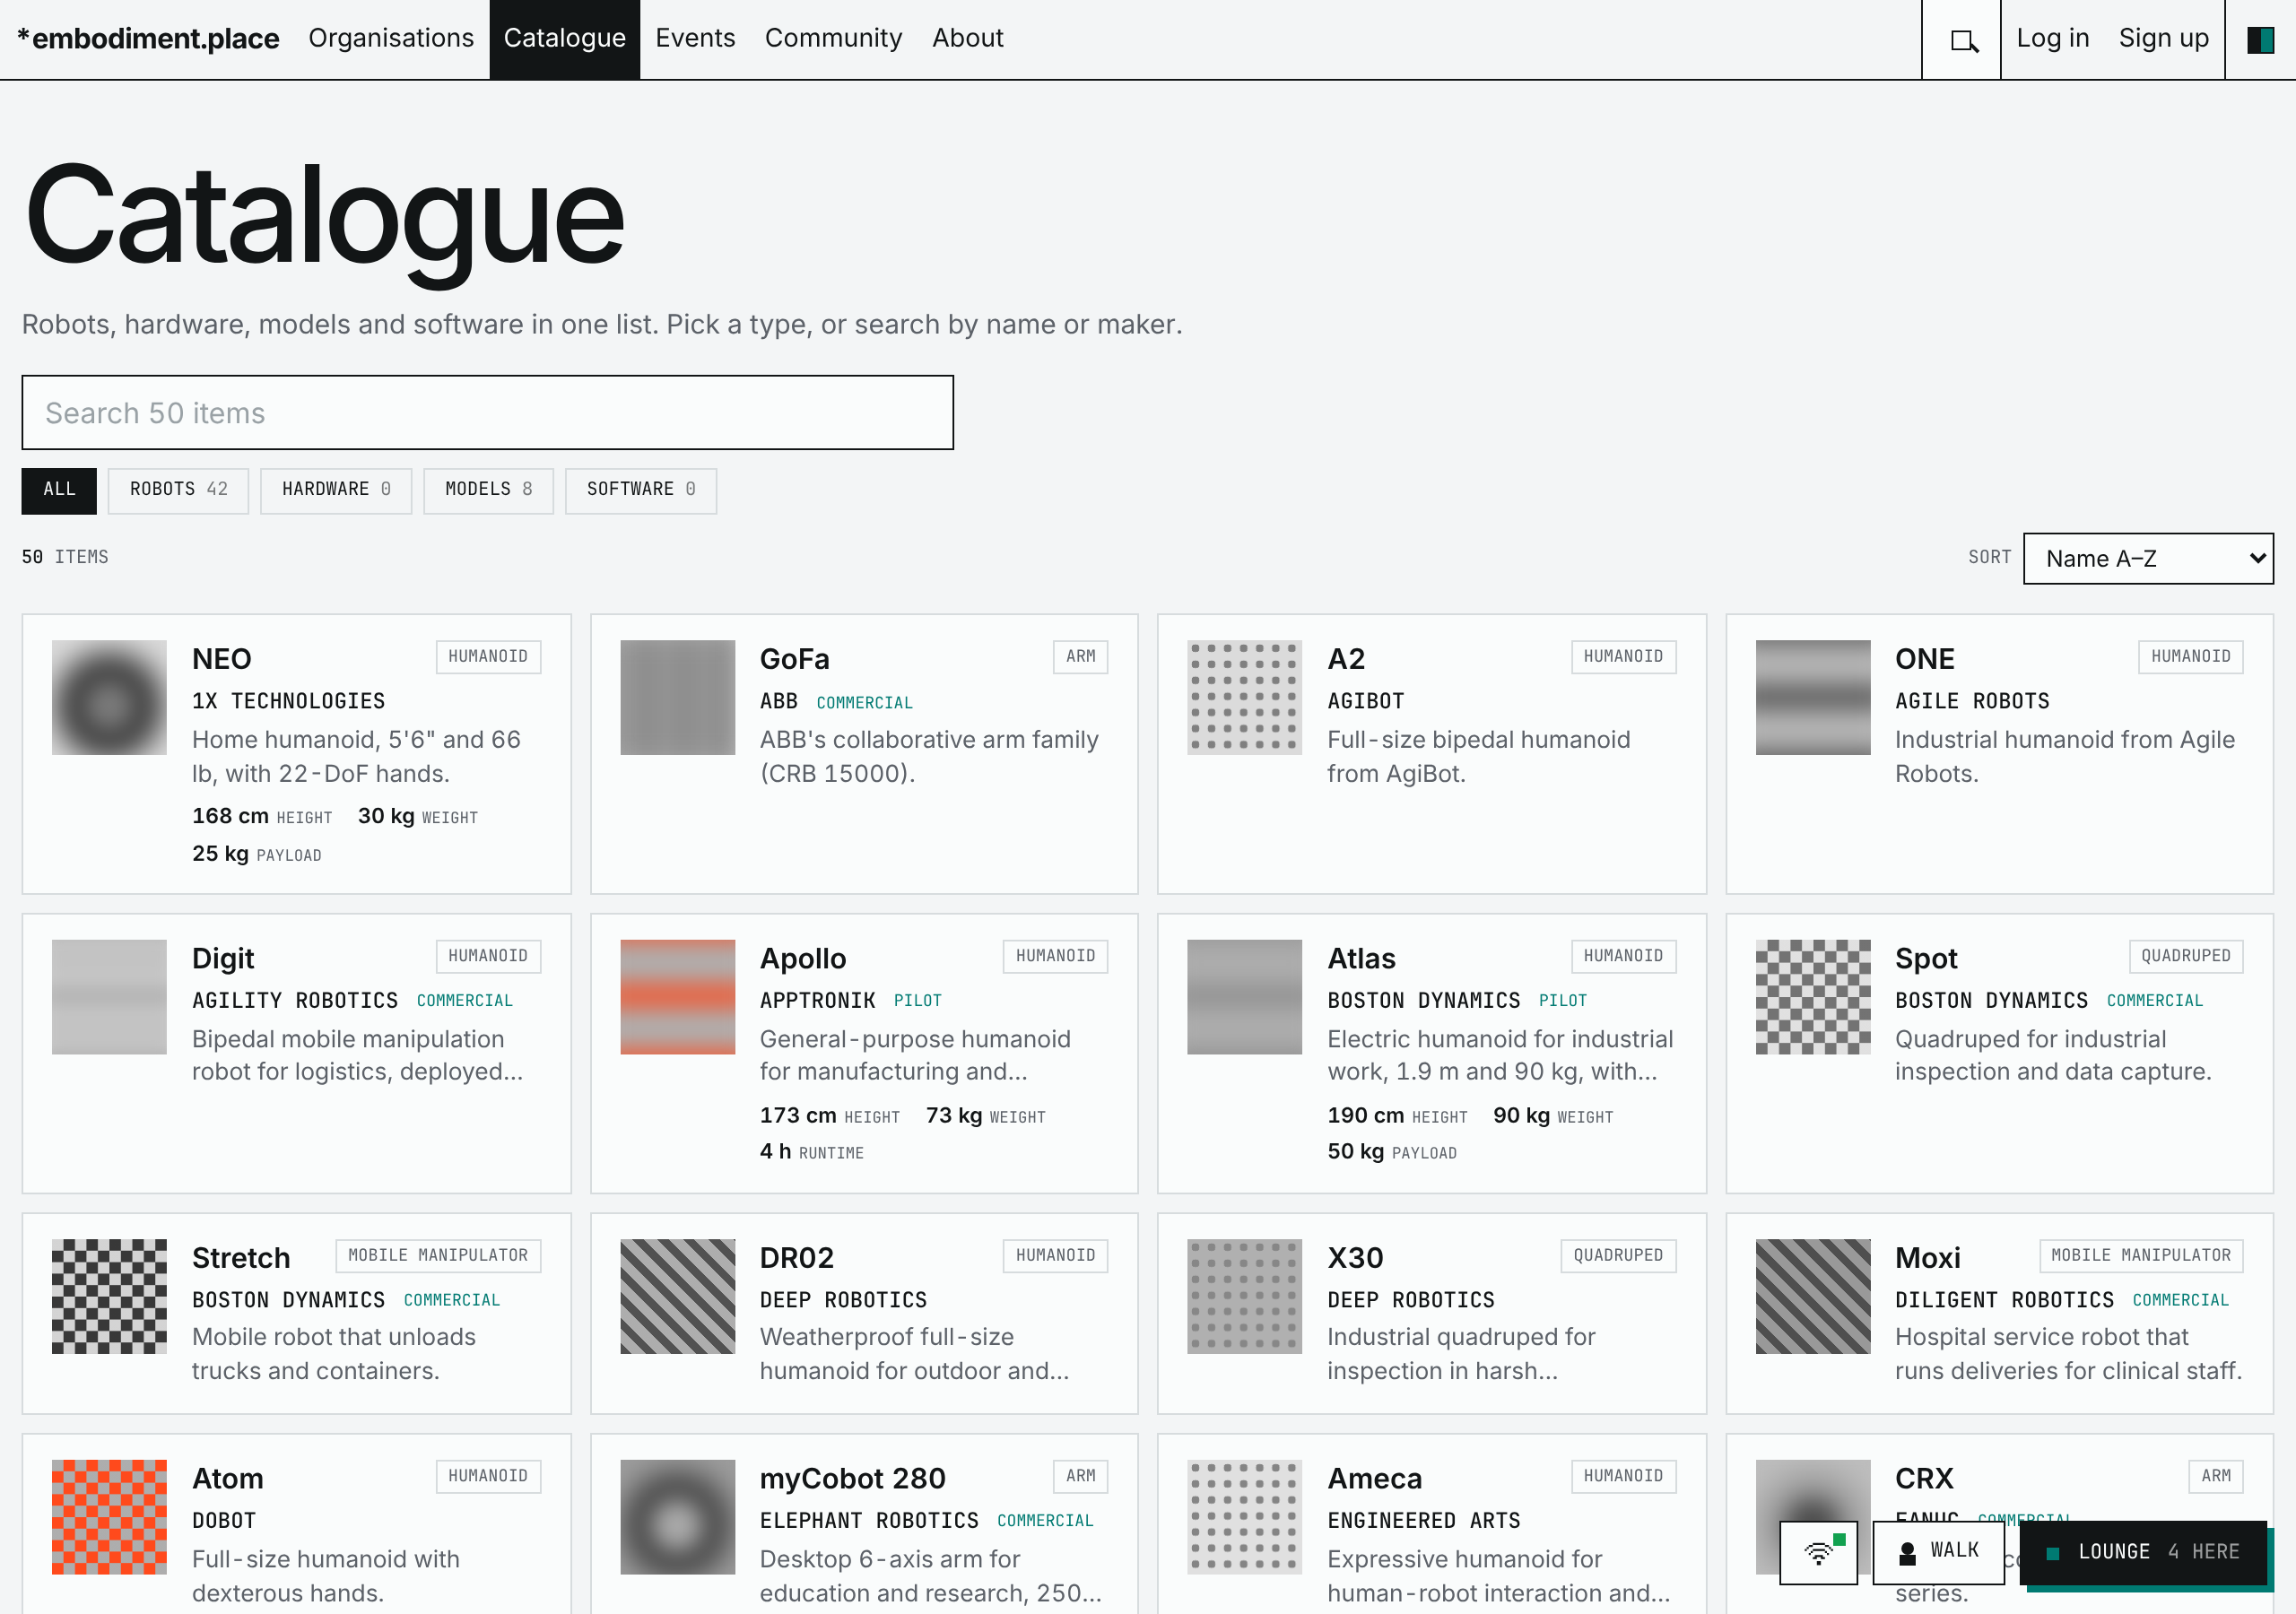 *embodiment.place Organisations Catalogue Events Community About Log in Sign up
Catalogue
Robots, hardware, models and software in one list. Pick a type, or search by name or maker.
Search 50 items
ALL ROBOTS 42 HARDWARE 0 MODELS 8 SOFTWARE 0
50 ITEMS SORT Name A–Z
NEO HUMANOID
1X TECHNOLOGIES
Home humanoid, 5'6" and 66
lb, with 22-DoF hands.
168 cm HEIGHT 30 kg WEIGHT
25 kg PAYLOAD
GoFa ARM
ABB COMMERCIAL
ABB's collaborative arm family
(CRB 15000).
A2 HUMANOID
AGIBOT
Full-size bipedal humanoid
from AgiBot.
ONE HUMANOID
AGILE ROBOTS
Industrial humanoid from Agile
Robots.
Digit HUMANOID
AGILITY ROBOTICS COMMERCIAL
Bipedal mobile manipulation
robot for logistics, deployed...
Apollo HUMANOID
APPTRONIK PILOT
General-purpose humanoid
for manufacturing and...
173 cm HEIGHT 73 kg WEIGHT
4 h RUNTIME
Atlas HUMANOID
BOSTON DYNAMICS PILOT
Electric humanoid for industrial
work, 1.9 m and 90 kg, with...
190 cm HEIGHT 90 kg WEIGHT
50 kg PAYLOAD
Spot QUADRUPED
BOSTON DYNAMICS COMMERCIAL
Quadruped for industrial
inspection and data capture.
Stretch MOBILE MANIPULATOR
BOSTON DYNAMICS COMMERCIAL
Mobile robot that unloads
trucks and containers.
DR02 HUMANOID
DEEP ROBOTICS
Weatherproof full-size
humanoid for outdoor and...
X30 QUADRUPED
DEEP ROBOTICS
Industrial quadruped for
inspection in harsh...
Moxi MOBILE MANIPULATOR
DILIGENT ROBOTICS COMMERCIAL
Hospital service robot that
runs deliveries for clinical staff.
Atom HUMANOID
DOBOT
Full-size humanoid with
dexterous hands.
myCobot 280 ARM
ELEPHANT ROBOTICS COMMERCIAL
Desktop 6-axis arm for
education and research, 250...
Ameca HUMANOID
ENGINEERED ARTS
Expressive humanoid for
human-robot interaction and...
CRX ARM
FANUC COMMERCIAL
series.
WALK LOUNGE 4 HERE